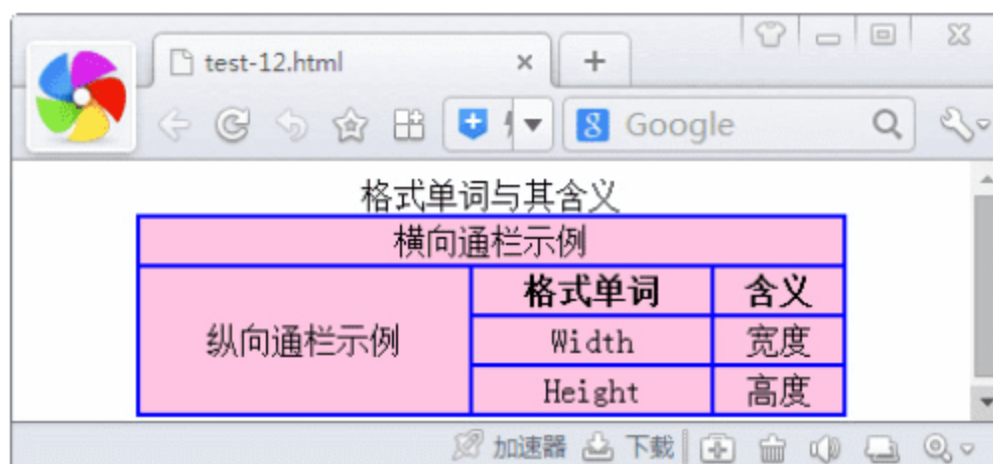 test-12.html
Google
格式单词与其含义
横向通栏示例
纵向通栏示例
格式单词
含义
Width
宽度
Height
高度
加速器
下载